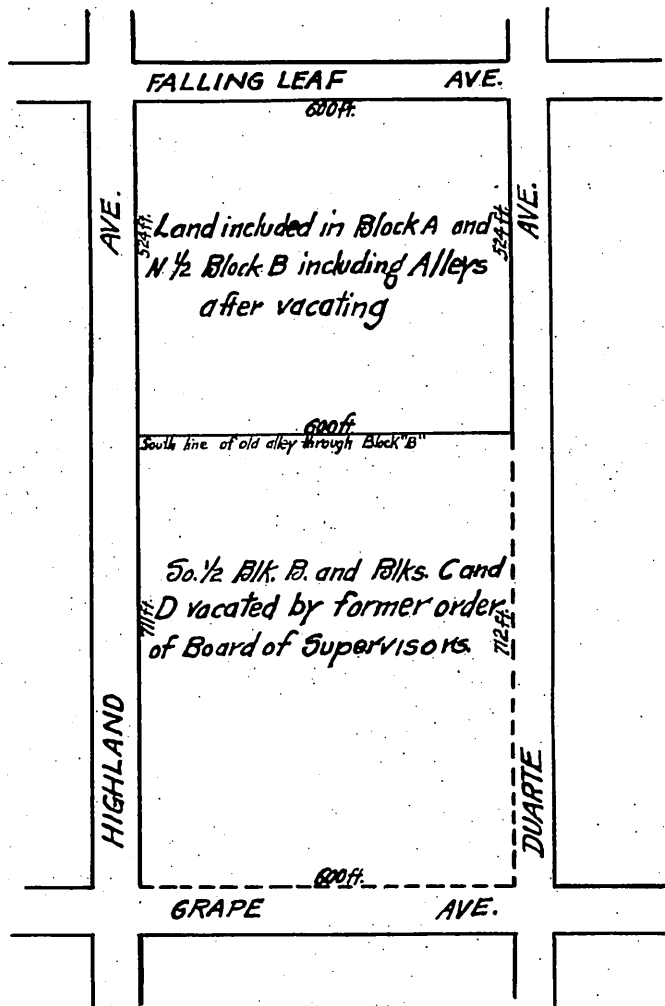 FALLING LEAF AVE.
600ft.
AVE.
AVE.
524ft.
524ft.
Land included in Block A and
N. 1/2 Block B including Alleys
after vacating
600ft.
South line of old alley through Block "B"
So. 1/2 Blk. B. and Blks. C and
D vacated by former order
of Board of Supervisors.
711ft.
712ft.
HIGHLAND
DUARTE
600ft.
GRAPE AVE.